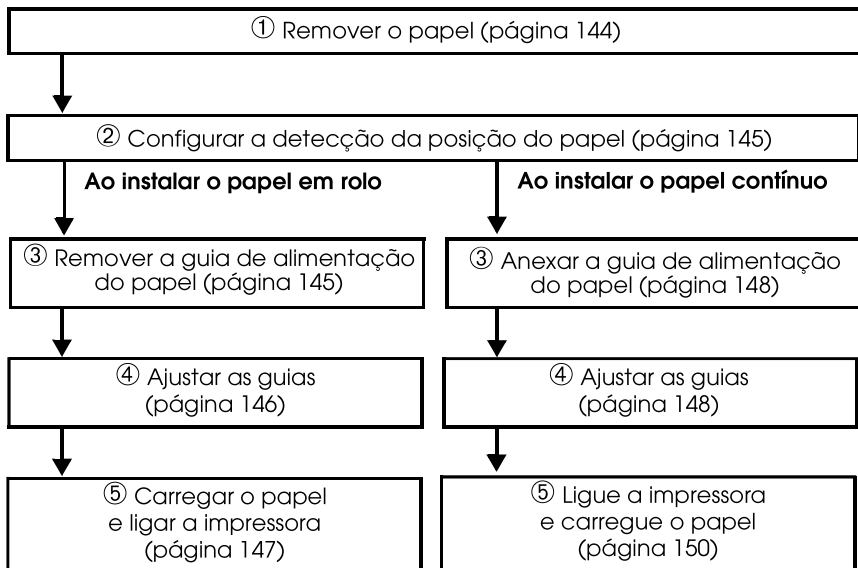 ① Remover o papel (página 144)
② Configurar a detecção da posição do papel (página 145)
Ao instalar o papel em rolo
Ao instalar o papel contínuo
③ Remover a guia de alimentação
do papel (página 145)
③ Anexar a guia de alimentação
do papel (página 148)
④ Ajustar as guias
(página 146)
④ Ajustar as guias
(página 148)
⑤ Carregar o papel
e ligar a impressora
(página 147)
⑤ Ligue a impressora
e carregue o papel
(página 150)